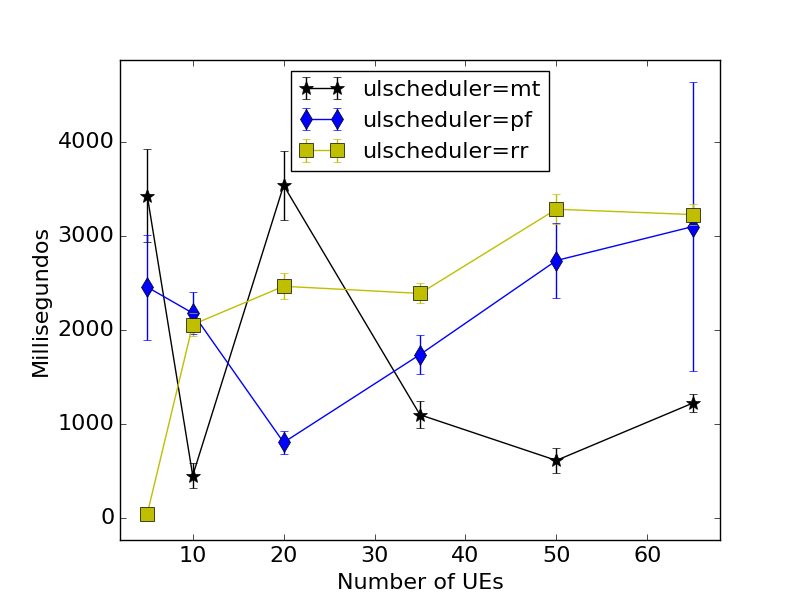 ulscheduler=mt
ulscheduler=pf
ulscheduler=rr
4000
3000
2000
1000
0
Millisegundos
10 20 30 40 50 60
Number of UEs